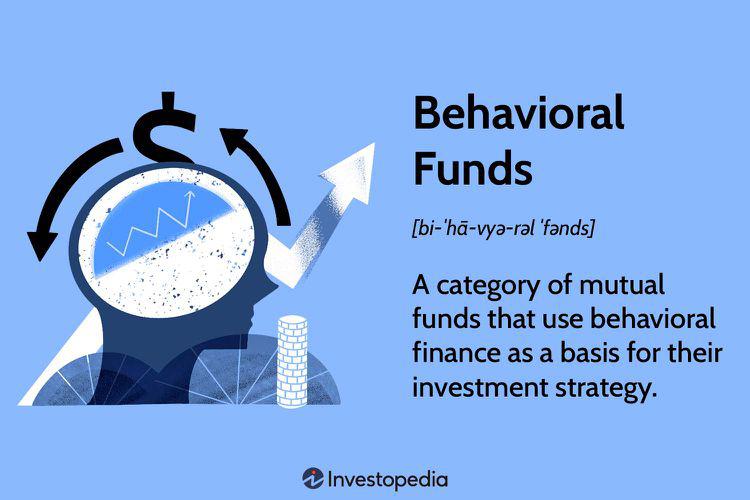 $
Behavioral
Funds
[bi-ˈhā-vyə-rəl ˈfənds]
A category of mutual
funds that use behavioral
finance as a basis for their
investment strategy.
Investopedia